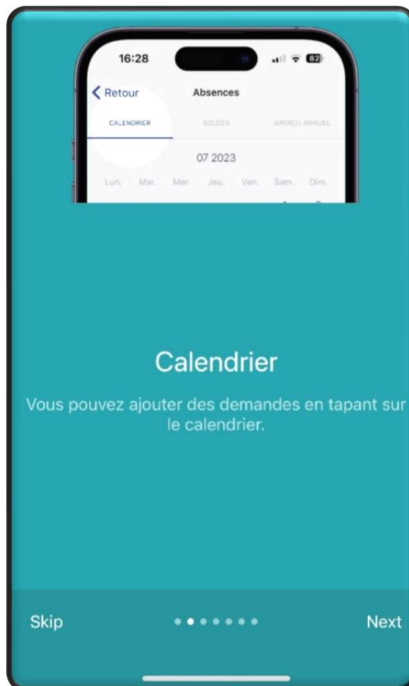 16:28 82
Retour Absences
CALENDRIER SOLDES APERÇU ANNUEL
07 2023
Lun. Mar. Mer. Jeu. Ven. Sam. Dim.
Calendrier
Vous pouvez ajouter des demandes en tapant sur
le calendrier.
Skip Next